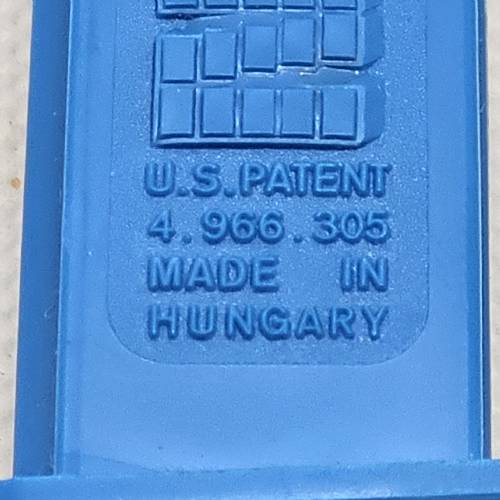 U.S.PATENT
4.966.305
MADE IN
HUNGARY